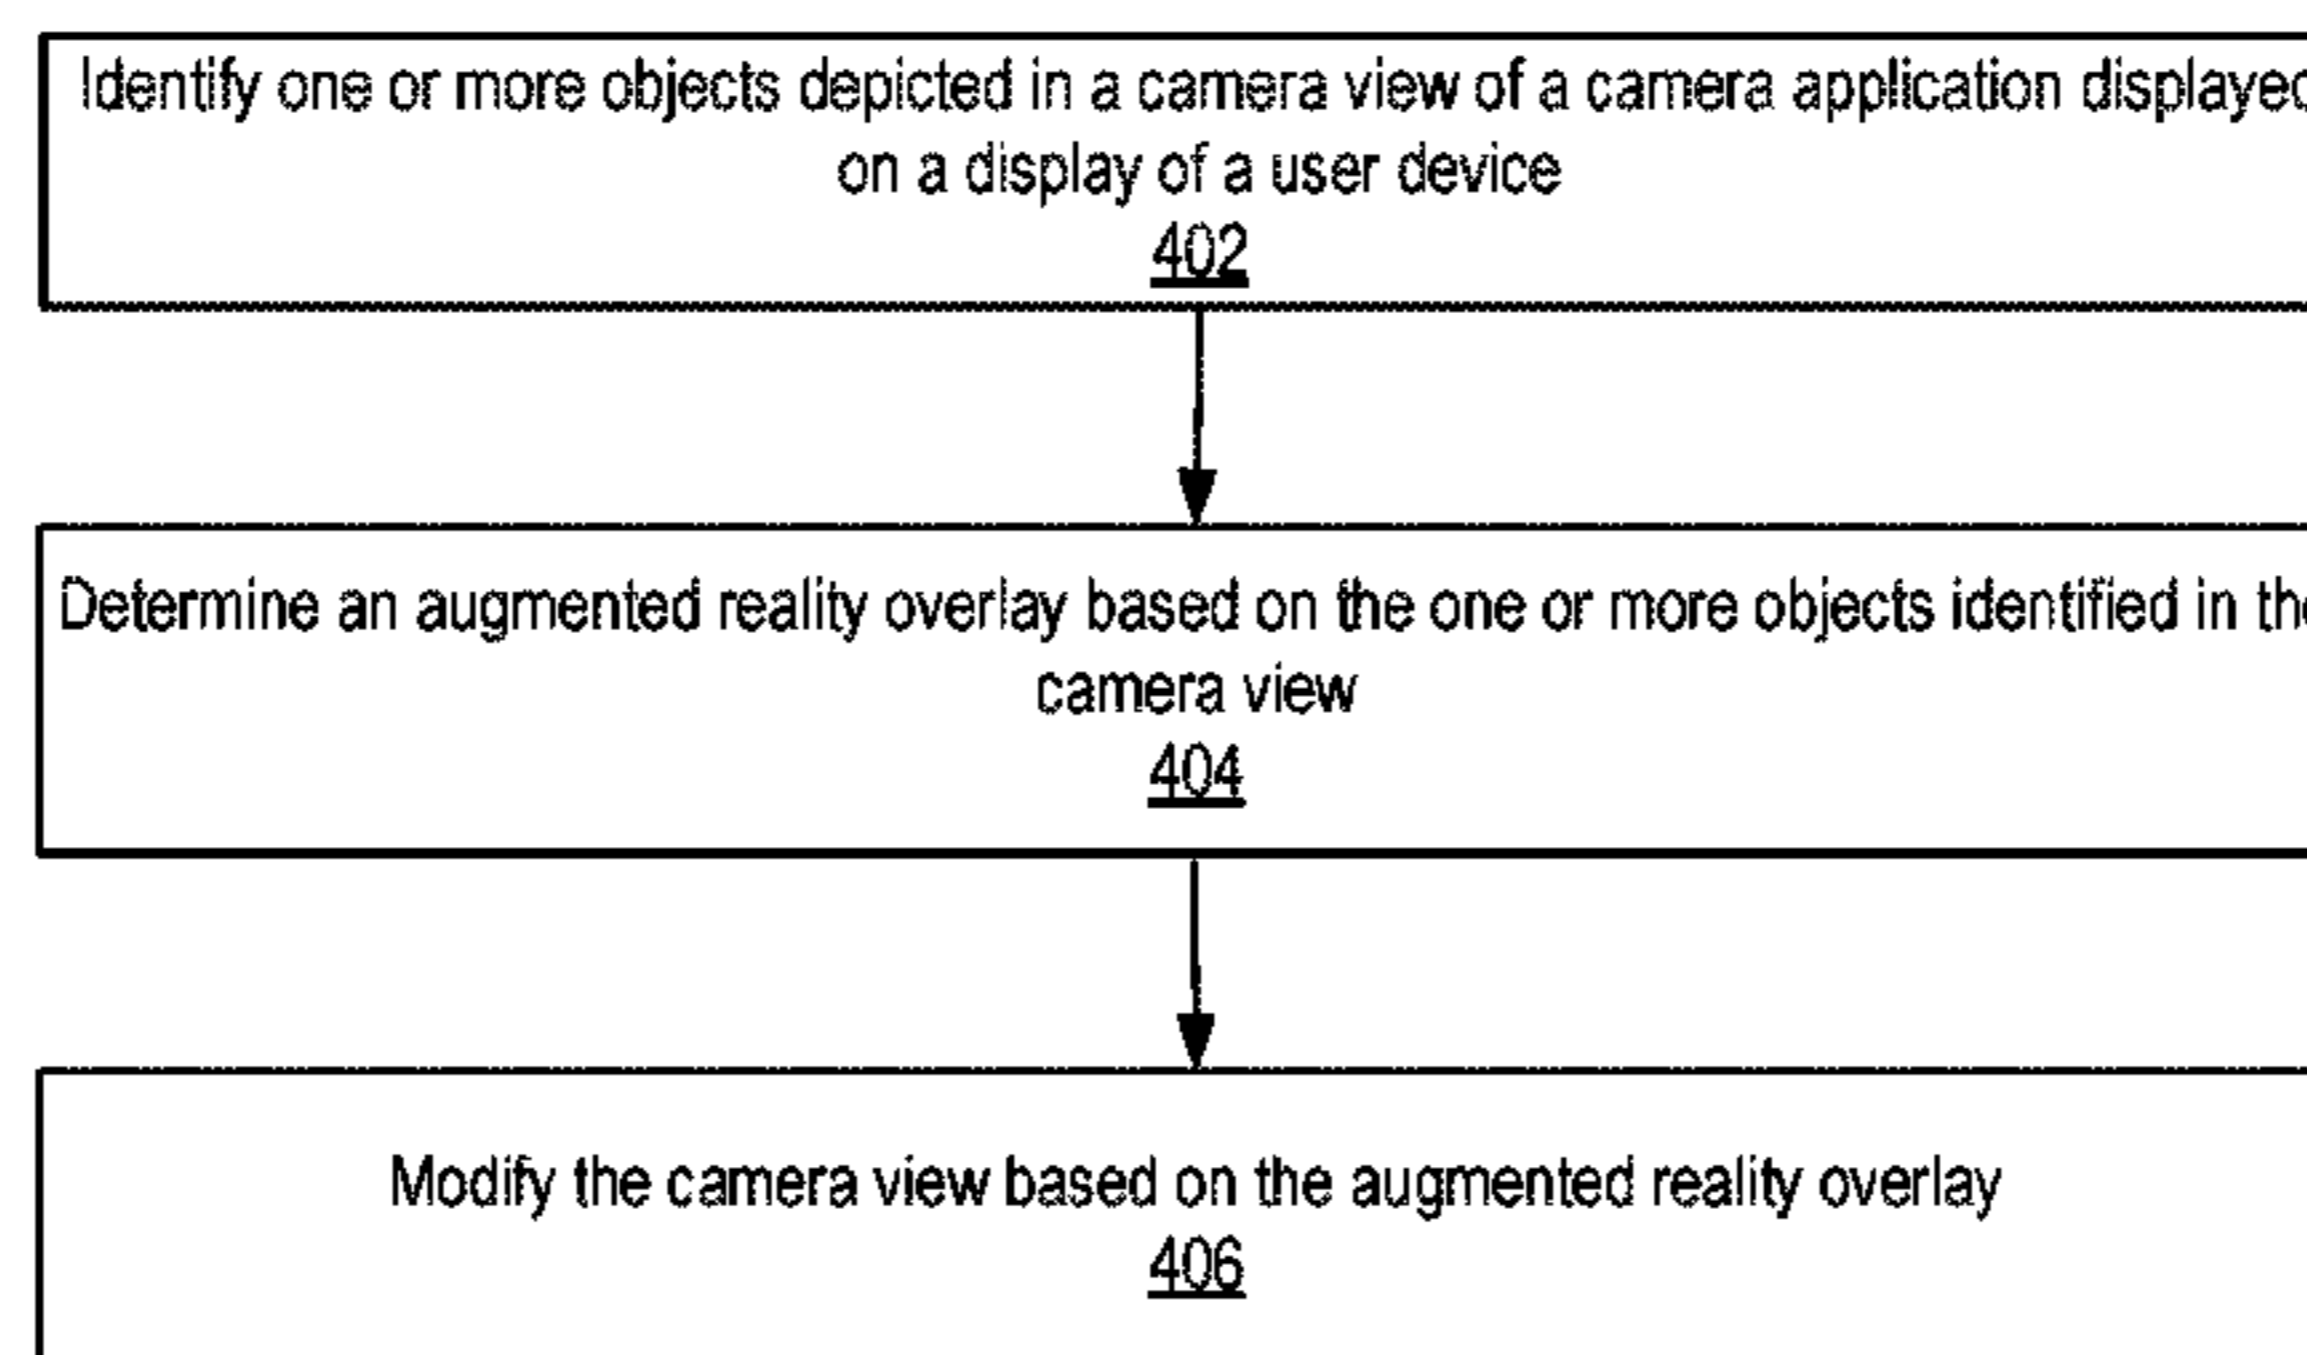 Identify one or more objects depicted in a camera view of a camera application displayed
on a display of a user device
402
Determine an augmented reality overlay based on the one or more objects identified in the
camera view
404
Modify the camera view based on the augmented reality overlay
406